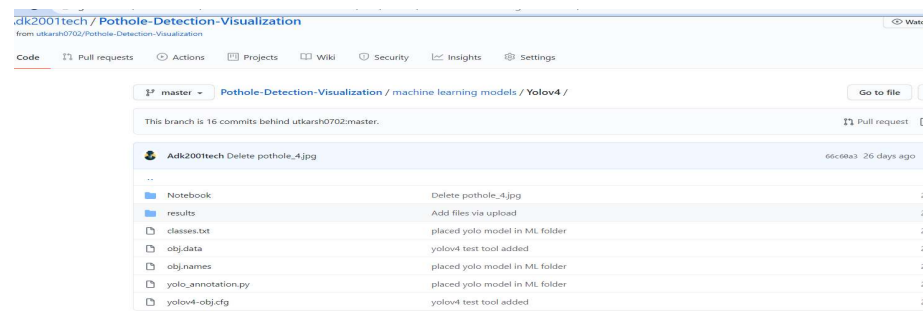 dk2001tech / Pothole-Detection-Visualization
from utkarsh0702/Pothole-Detection-Visualization
Code Pull requests Actions Projects Wiki Security Insights Settings
master Pothole-Detection-Visualization / machine learning models / Yolov4 / Go to file
This branch is 16 commits behind utkarsh0702:master. Pull request
Adk2001tech Delete pothole_4.jpg 66c60a3 26 days ago
..
Notebook Delete pothole_4.jpg
results Add files via upload
classes.txt placed yolo model in ML folder
obj.data yolov4 test tool added
obj.names placed yolo model in ML folder
yolo_annotation.py placed yolo model in ML folder
yolov4-obj.cfg yolov4 test tool added